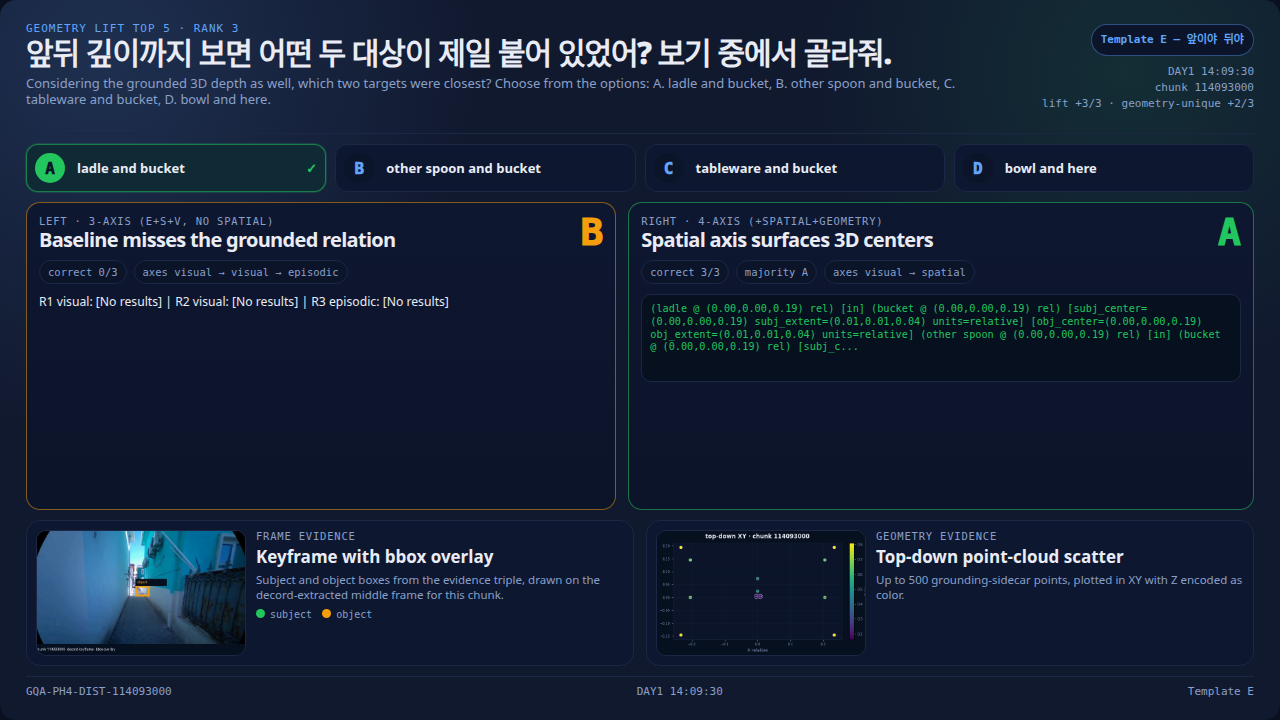 GEOMETRY LIFT TOP 5 · RANK 3
앞뒤 깊이까지 보면 어떤 두 대상이 제일 붙어 있었어? 보기 중에서 골라줘.
Considering the grounded 3D depth as well, which two targets were closest? Choose from the options: A. ladle and bucket, B. other spoon and bucket, C.
tableware and bucket, D. bowl and here.
Template E — 앞이야 뒤야
DAY1 14:09:30
chunk 114093000
lift +3/3 · geometry-unique +2/3
A ladle and bucket ✓
B other spoon and bucket
C tableware and bucket
D bowl and here
LEFT · 3-AXIS (E+S+V, NO SPATIAL)
Baseline misses the grounded relation
B
correct 0/3
axes visual → visual → episodic
R1 visual: [No results] | R2 visual: [No results] | R3 episodic: [No results]
RIGHT · 4-AXIS (+SPATIAL+GEOMETRY)
Spatial axis surfaces 3D centers
A
correct 3/3
majority A
axes visual → spatial
(ladle @ (0.00,0.00,0.19) rel) [in] (bucket @ (0.00,0.00,0.19) rel) [subj_center=
(0.00,0.00,0.19) subj_extent=(0.01,0.01,0.04) units=relative] [obj_center=(0.00,0.00,0.19)
obj_extent=(0.01,0.01,0.04) units=relative] (other spoon @ (0.00,0.00,0.19) rel) [in] (bucket
@ (0.00,0.00,0.19) rel) [subj_c...
FRAME EVIDENCE
Keyframe with bbox overlay
Subject and object boxes from the evidence triple, drawn on the
decord-extracted middle frame for this chunk.
subject object
top-down XY · chunk 114093000
X relative
GEOMETRY EVIDENCE
Top-down point-cloud scatter
Up to 500 grounding-sidecar points, plotted in XY with Z encoded as
color.
GQA-PH4-DIST-114093000
DAY1 14:09:30
Template E